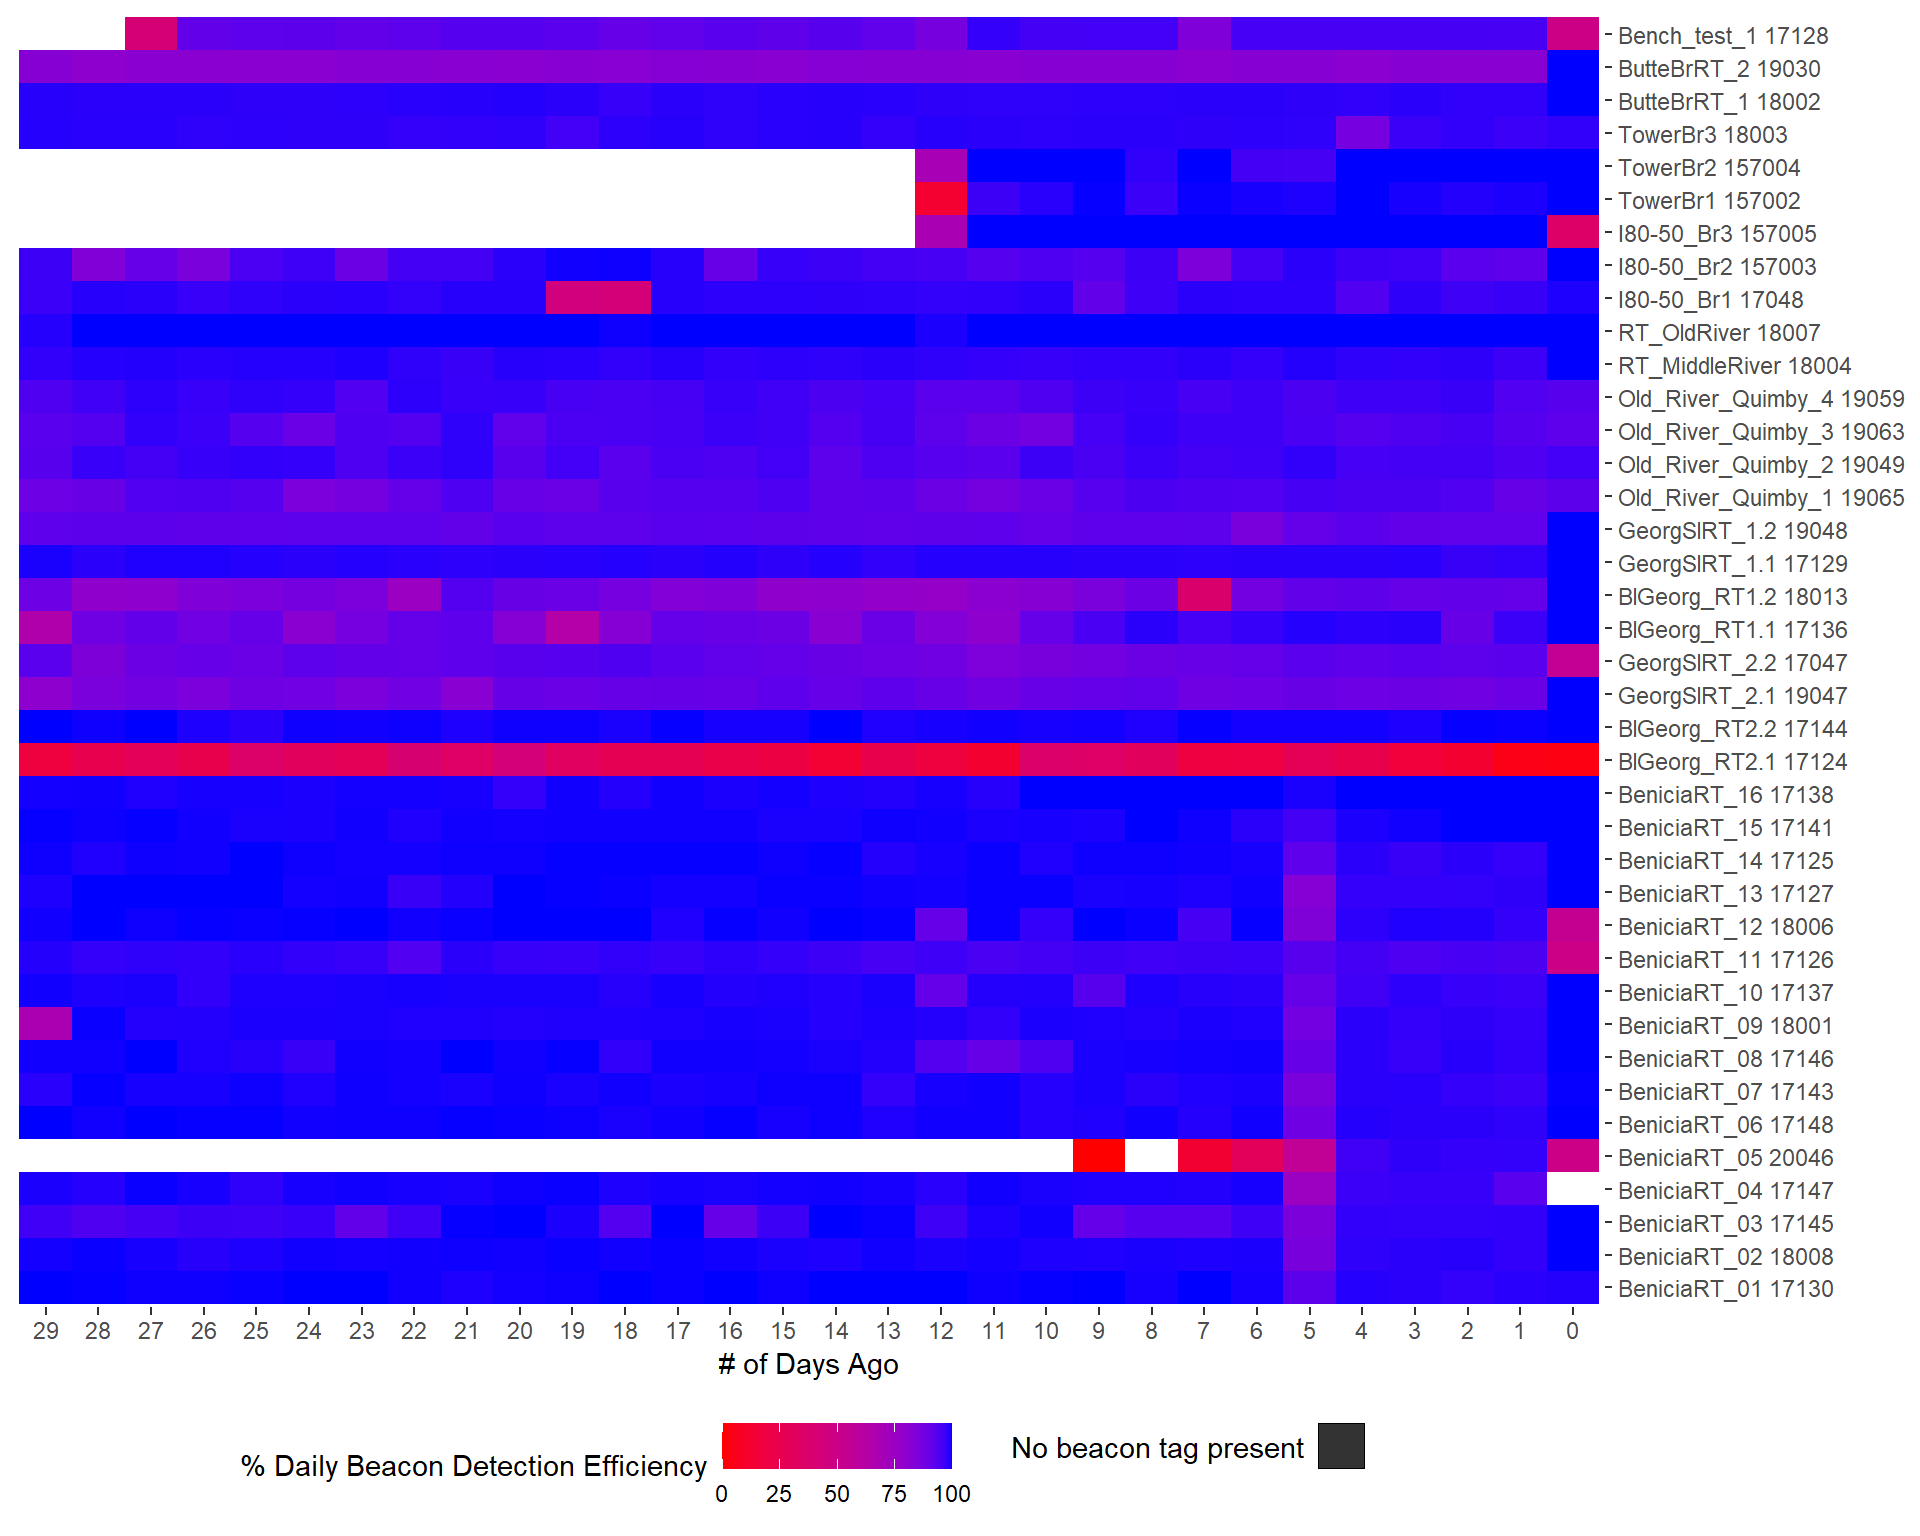 Bench_test_1 17128
ButteBrRT_2 19030
ButteBrRT_1 18002
TowerBr3 18003
TowerBr2 157004
TowerBr1 157002
I80-50_Br3 157005
I80-50_Br2 157003
I80-50_Br1 17048
RT_OldRiver 18007
RT_MiddleRiver 18004
Old_River_Quimby_4 19059
Old_River_Quimby_3 19063
Old_River_Quimby_2 19049
Old_River_Quimby_1 19065
GeorgSlRT_1.2 19048
GeorgSlRT_1.1 17129
BlGeorg_RT1.2 18013
BlGeorg_RT1.1 17136
GeorgSlRT_2.2 17047
GeorgSlRT_2.1 19047
BlGeorg_RT2.2 17144
BlGeorg_RT2.1 17124
BeniciaRT_16 17138
BeniciaRT_15 17141
BeniciaRT_14 17125
BeniciaRT_13 17127
BeniciaRT_12 18006
BeniciaRT_11 17126
BeniciaRT_10 17137
BeniciaRT_09 18001
BeniciaRT_08 17146
BeniciaRT_07 17143
BeniciaRT_06 17148
BeniciaRT_05 20046
BeniciaRT_04 17147
BeniciaRT_03 17145
BeniciaRT_02 18008
BeniciaRT_01 17130
29 28 27 26 25 24 23 22 21 20 19 18 17 16 15 14 13 12 11 10 9 8 7 6 5 4 3 2 1 0
# of Days Ago
% Daily Beacon Detection Efficiency
0 25 50 75 100
No beacon tag present